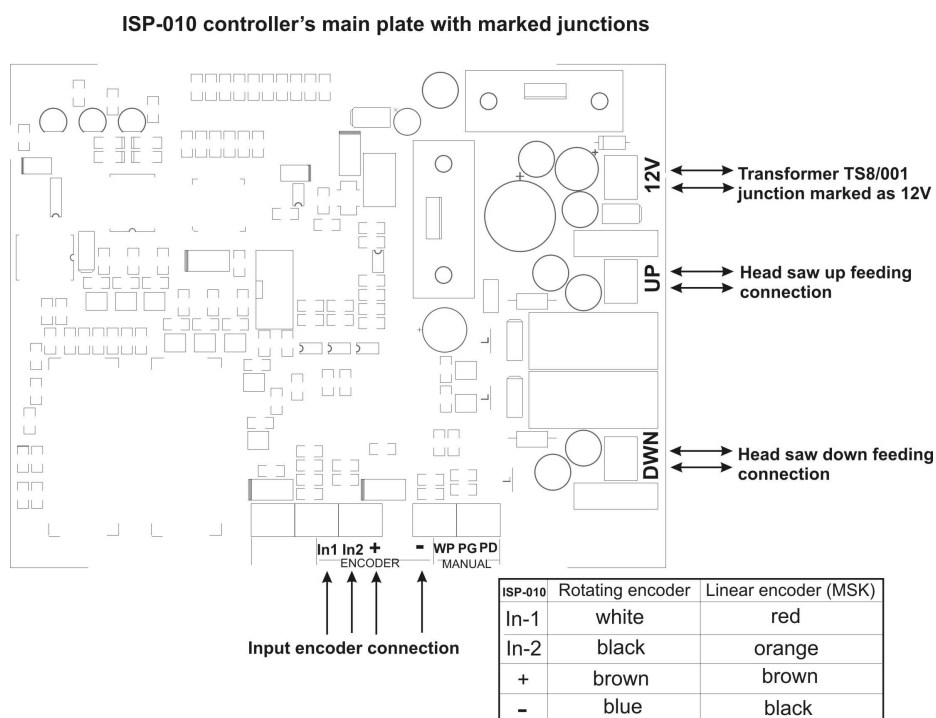 ISP-010 controller's main plate with marked junctions
12V
Transformer TS8/001
junction marked as 12V
UP
Head saw up feeding
connection
L
L
DWN
Head saw down feeding
connection
L
In1 In2 + - WP PG PD
ENCODER MANUAL
Input encoder connection
ISP-010 Rotating encoder Linear encoder (MSK)
In-1 white red
In-2 black orange
+ brown brown
- blue black